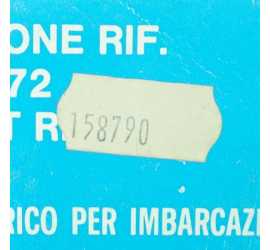 ONE RIF.
72
T R
158790
RICO PER IMBARCAZI